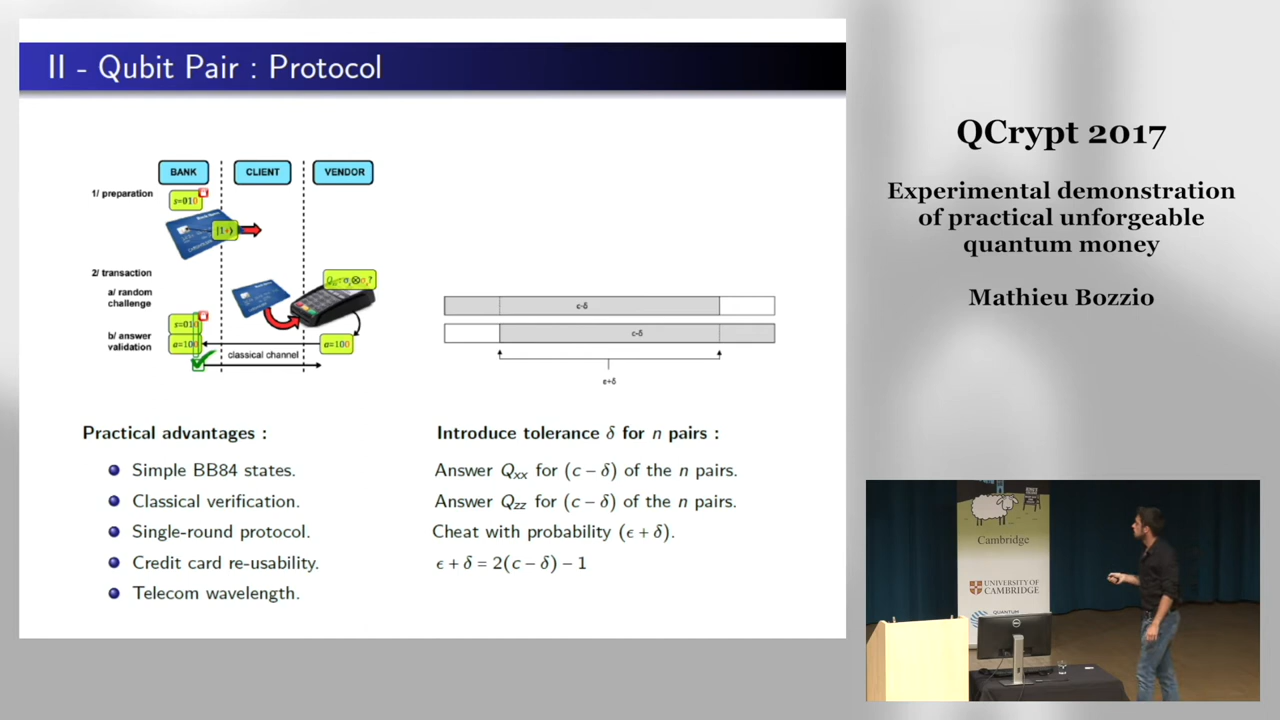 II - Qubit Pair : Protocol
BANK
CLIENT
VENDOR
1/ preparation
s=010
2/ transaction
a/ random
challenge
b/ answer
validation
s=010
a=100
a=100
classical channel
c-δ
c-δ
ε+δ
Practical advantages :
Simple BB84 states.
Classical verification.
Single-round protocol.
Credit card re-usability.
Telecom wavelength.
Introduce tolerance δ for n pairs :
Answer Qxx for (c − δ) of the n pairs.
Answer Qzz for (c − δ) of the n pairs.
Cheat with probability (ϵ + δ).
ϵ + δ = 2(c − δ) − 1
QCrypt 2017
Experimental demonstration
of practical unforgeable
quantum money
Mathieu Bozzio
Cambridge
UNIVERSITY OF
CAMBRIDGE
QUANTUM
DELL